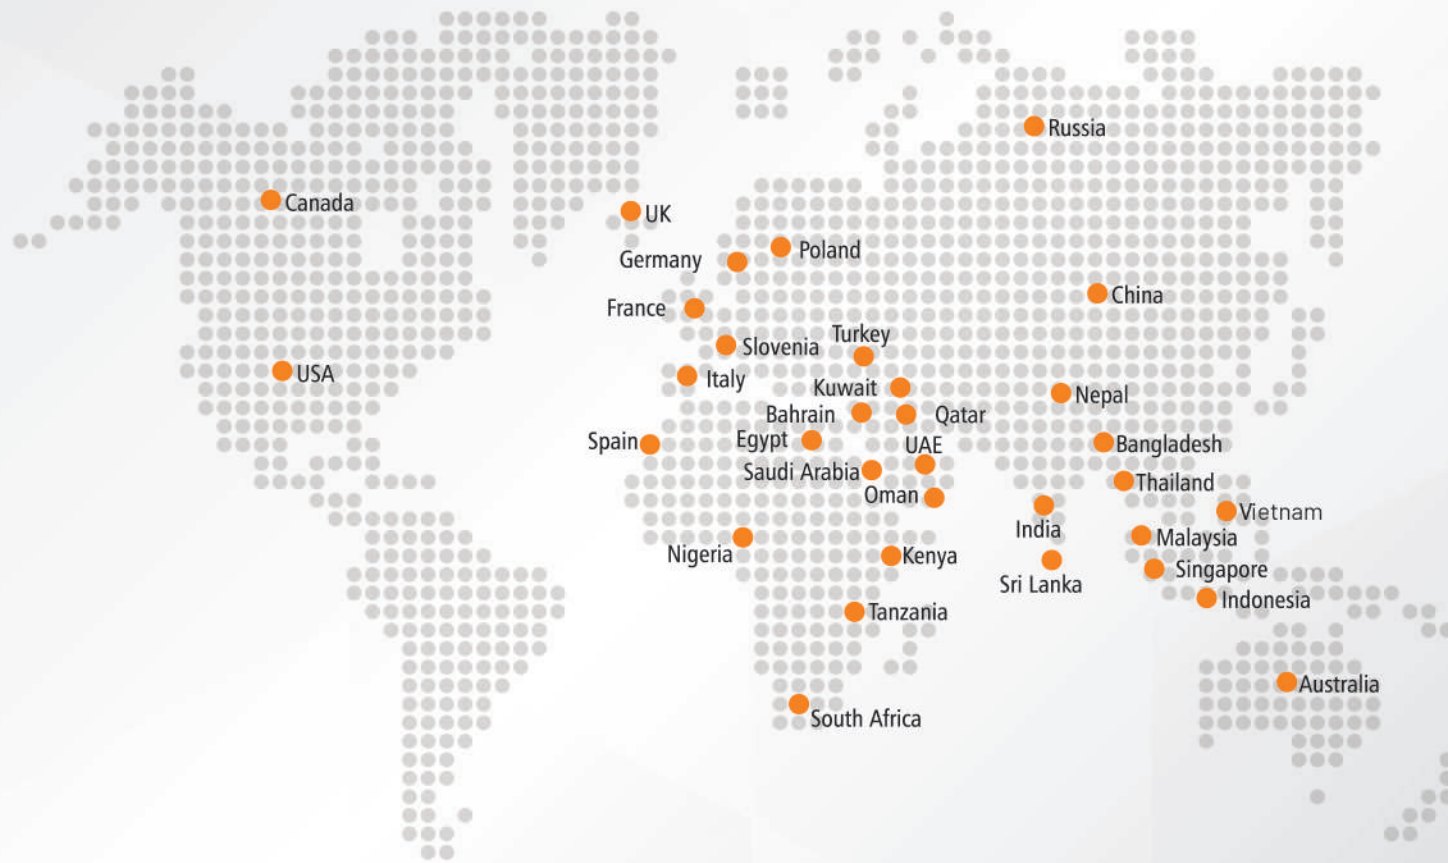 Russia
Canada
UK
Poland
Germany
China
France
Turkey
Slovenia
USA
Italy
Kuwait
Nepal
Bahrain
Qatar
Spain
Egypt
UAE
Bangladesh
Saudi Arabia
Thailand
Oman
Vietnam
India
Malaysia
Nigeria
Kenya
Singapore
Sri Lanka
Indonesia
Tanzania
Australia
South Africa